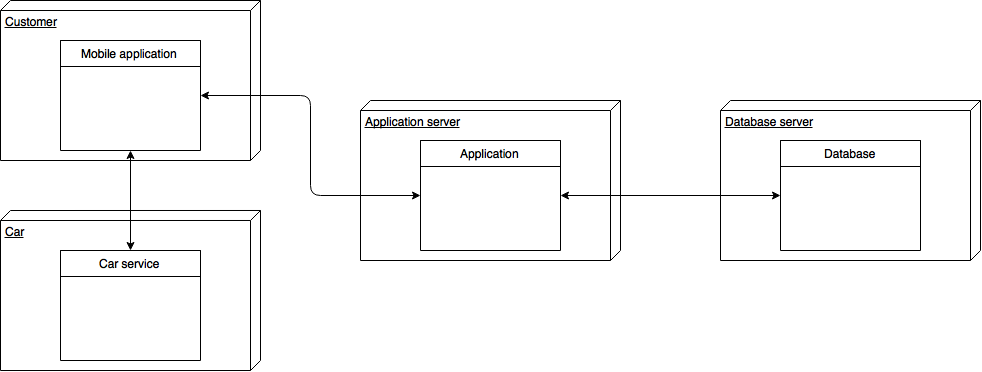 Customer
Mobile application
Application server
Application
Database server
Database
Car
Car service